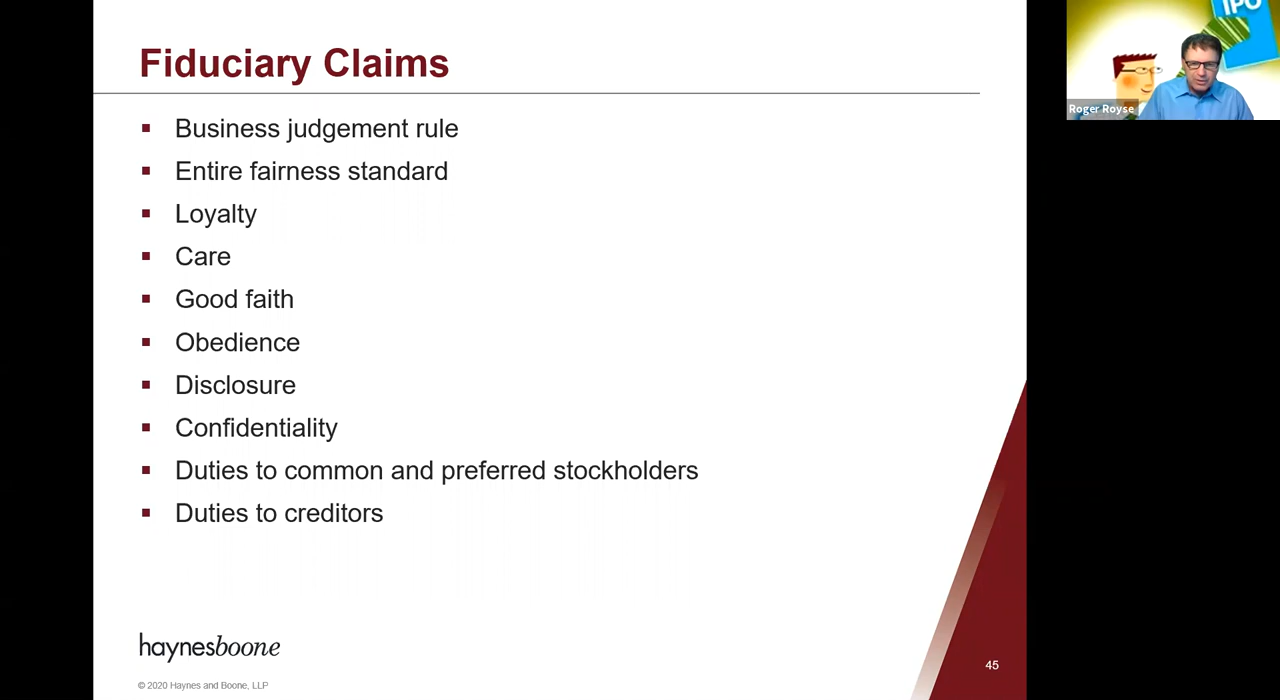 Fiduciary Claims
Business judgement rule
Entire fairness standard
Loyalty
Care
Good faith
Obedience
Disclosure
Confidentiality
Duties to common and preferred stockholders
Duties to creditors
haynesboone
© 2020 Haynes and Boone, LLP
45
IPO
Roger Royse